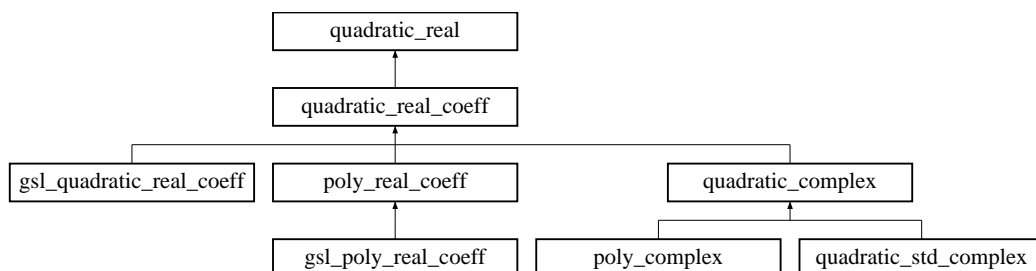 quadratic_real
quadratic_real_coeff
gsl_quadratic_real_coeff
poly_real_coeff
quadratic_complex
gsl_poly_real_coeff
poly_complex
quadratic_std_complex